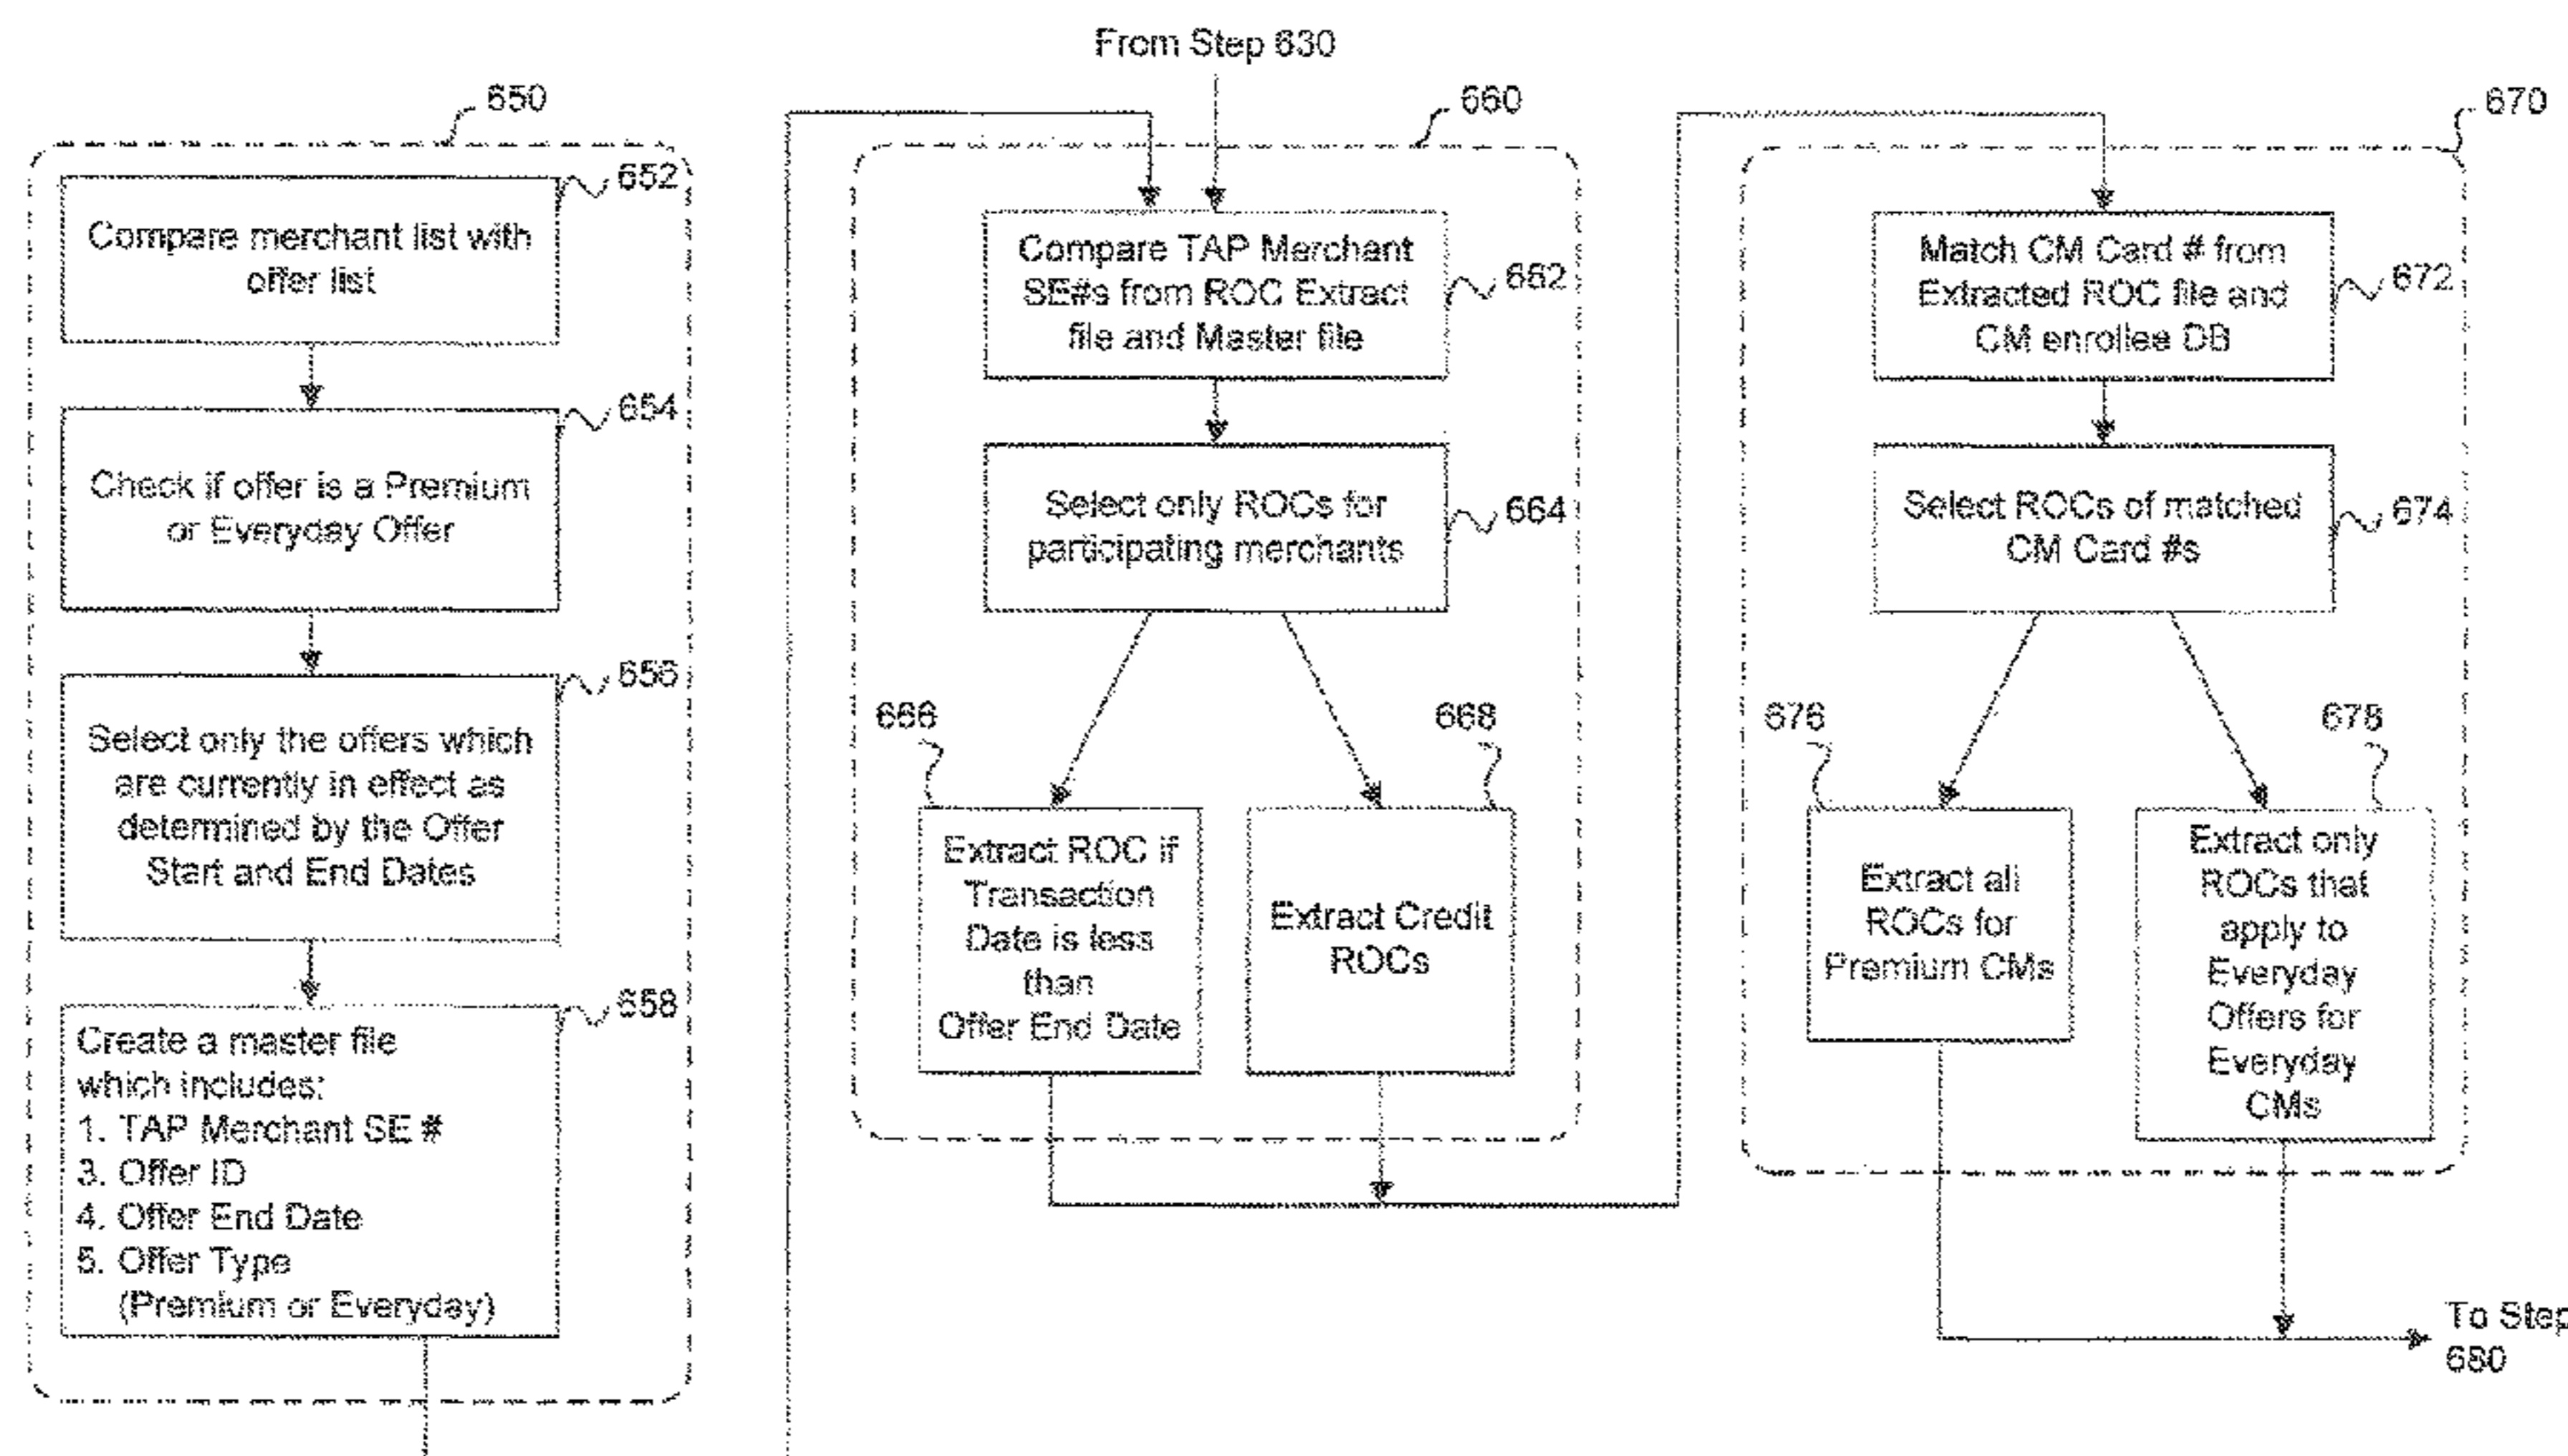 From Step 630
650
652
Compare merchant list with
offer list
654
Check if offer is a Premium
or Everyday Offer
656
Select only the offers which
are currently in effect as
determined by the Offer
Start and End Dates
658
Create a master file
which includes:
1. TAP Merchant SE #
3. Offer ID
4. Offer End Date
5. Offer Type
(Premium or Everyday)
660
Compare TAP Merchant
SE#s from ROC Extract
file and Master file
662
Select only ROCs for
participating merchants
664
666
Extract ROC if
Transaction
Date is less
than
Offer End Date
668
Extract Credit
ROCs
670
Match CM Card # from
Extracted ROC file and
CM enrollee DB
672
Select ROCs of matched
CM Card #s
674
676
Extract all
ROCs for
Premium CMs
678
Extract only
ROCs that
apply to
Everyday
Offers for
Everyday
CMs
To Step
680